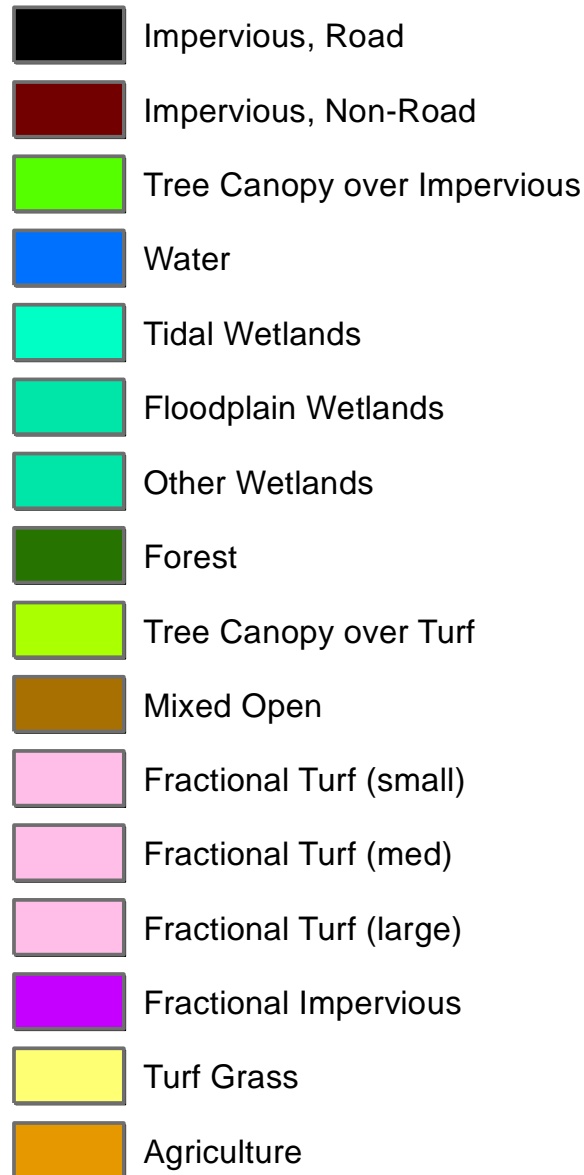 Impervious, Road
Impervious, Non-Road
Tree Canopy over Impervious
Water
Tidal Wetlands
Floodplain Wetlands
Other Wetlands
Forest
Tree Canopy over Turf
Mixed Open
Fractional Turf (small)
Fractional Turf (med)
Fractional Turf (large)
Fractional Impervious
Turf Grass
Agriculture